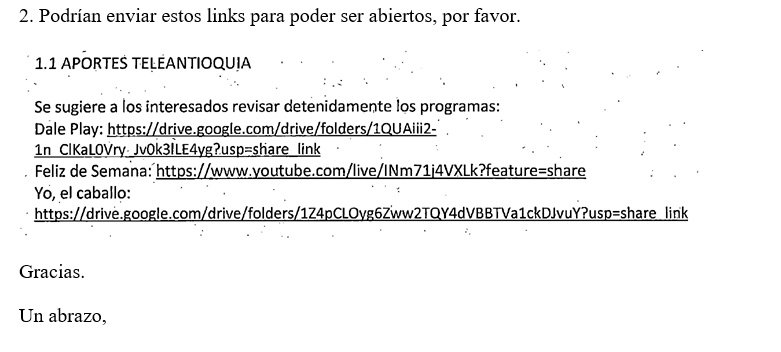 2. Podrían enviar estos links para poder ser abiertos, por favor.
1.1 APORTES TELEANTIOQUIA
Se sugiere a los interesados revisar detenidamente los programas:
Dale Play: https://drive.google.com/drive/folders/1QUAiii2-
1n_ClKaL0Vry_Jv0k3lLE4yg?usp=share_link
Feliz de Semana: https://www.youtube.com/live/INm71j4VXLk?feature=share
Yo, el caballo:
https://drive.google.com/drive/folders/1Z4pCLOyg6Zww2TQY4dVBBTVa1ckDJvuY?usp=share_link
Gracias.
Un abrazo,